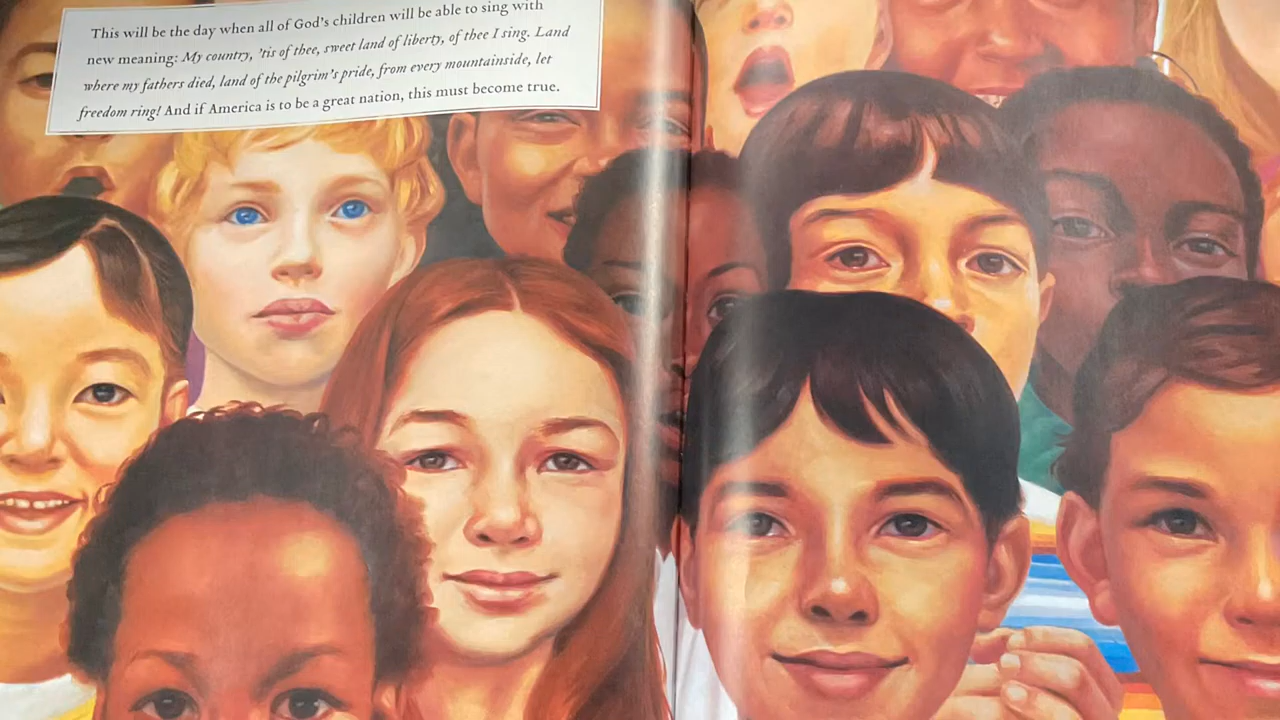 This will be the day when all of God's children will be able to sing with
new meaning: My country, 'tis of thee, sweet land of liberty, of thee I sing. Land
where my fathers died, land of the pilgrim's pride, from every mountainside, let
freedom ring! And if America is to be a great nation, this must become true.